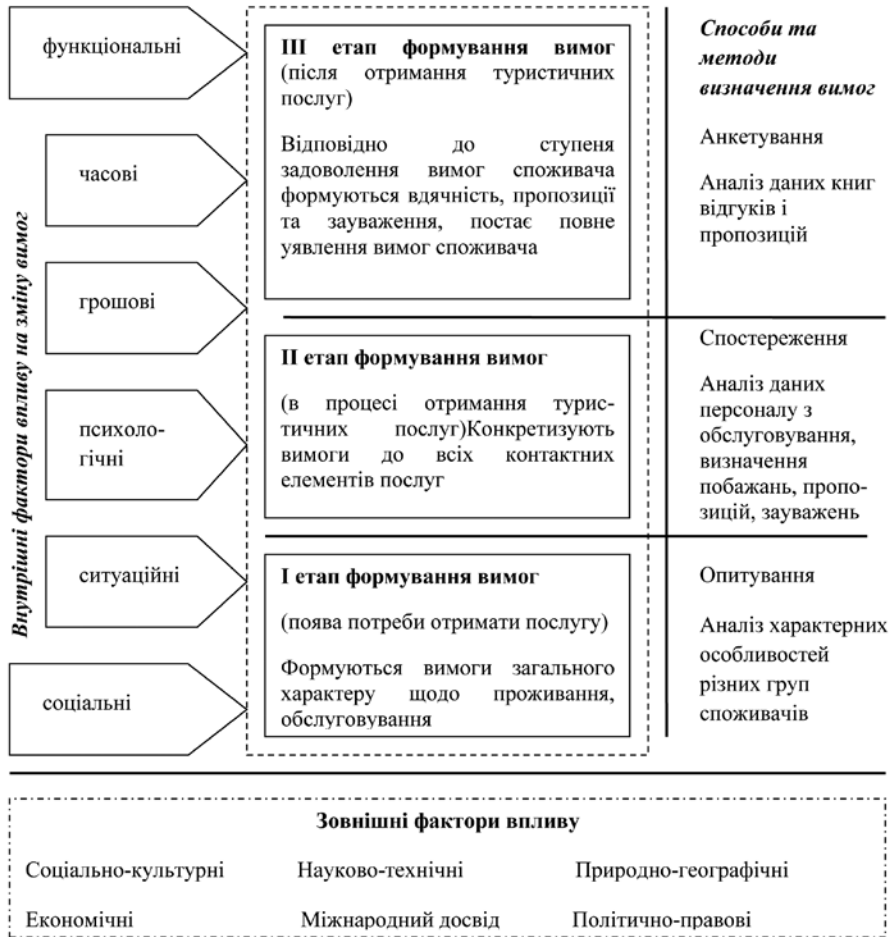 Внутрішні фактори впливу на зміну вимог
функціональні
часові
грошові
психоло-
гічні
ситуаційні
соціальні
III етап формування вимог
(після отримання туристичних
послуг)
Відповідно до ступеня
задоволення вимог споживача
формуються вдячність, пропозиції
та зауваження, постає повне
уявлення вимог споживача
II етап формування вимог
(в процесі отримання турис-
тичних послуг)Конкретизують
вимоги до всіх контактних
елементів послуг
I етап формування вимог
(поява потреби отримати послугу)
Формуються вимоги загального
характеру щодо проживання,
обслуговування
Способи та
методи
визначення вимог
Анкетування
Аналіз даних книг
відгуків і
пропозицій
Спостереження
Аналіз даних
персоналу з
обслуговування,
визначення
побажань, пропо-
зицій, зауважень
Опитування
Аналіз характерних
особливостей
різних груп
споживачів
Зовнішні фактори впливу
Соціально-культурні Науково-технічні Природно-географічні
Економічні Міжнародний досвід Політично-правові